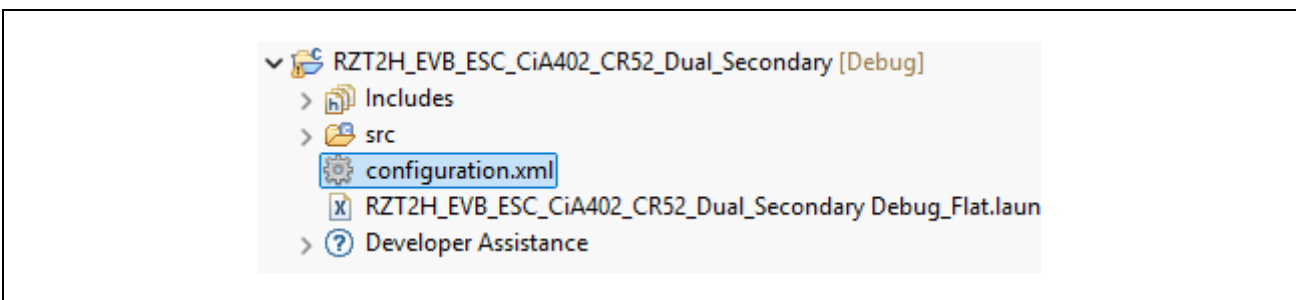 RZT2H_EVB_ESC_CiA402_CR52_Dual_Secondary [Debug]
Includes
src
configuration.xml
RZT2H_EVB_ESC_CiA402_CR52_Dual_Secondary Debug_Flat.laun
Developer Assistance